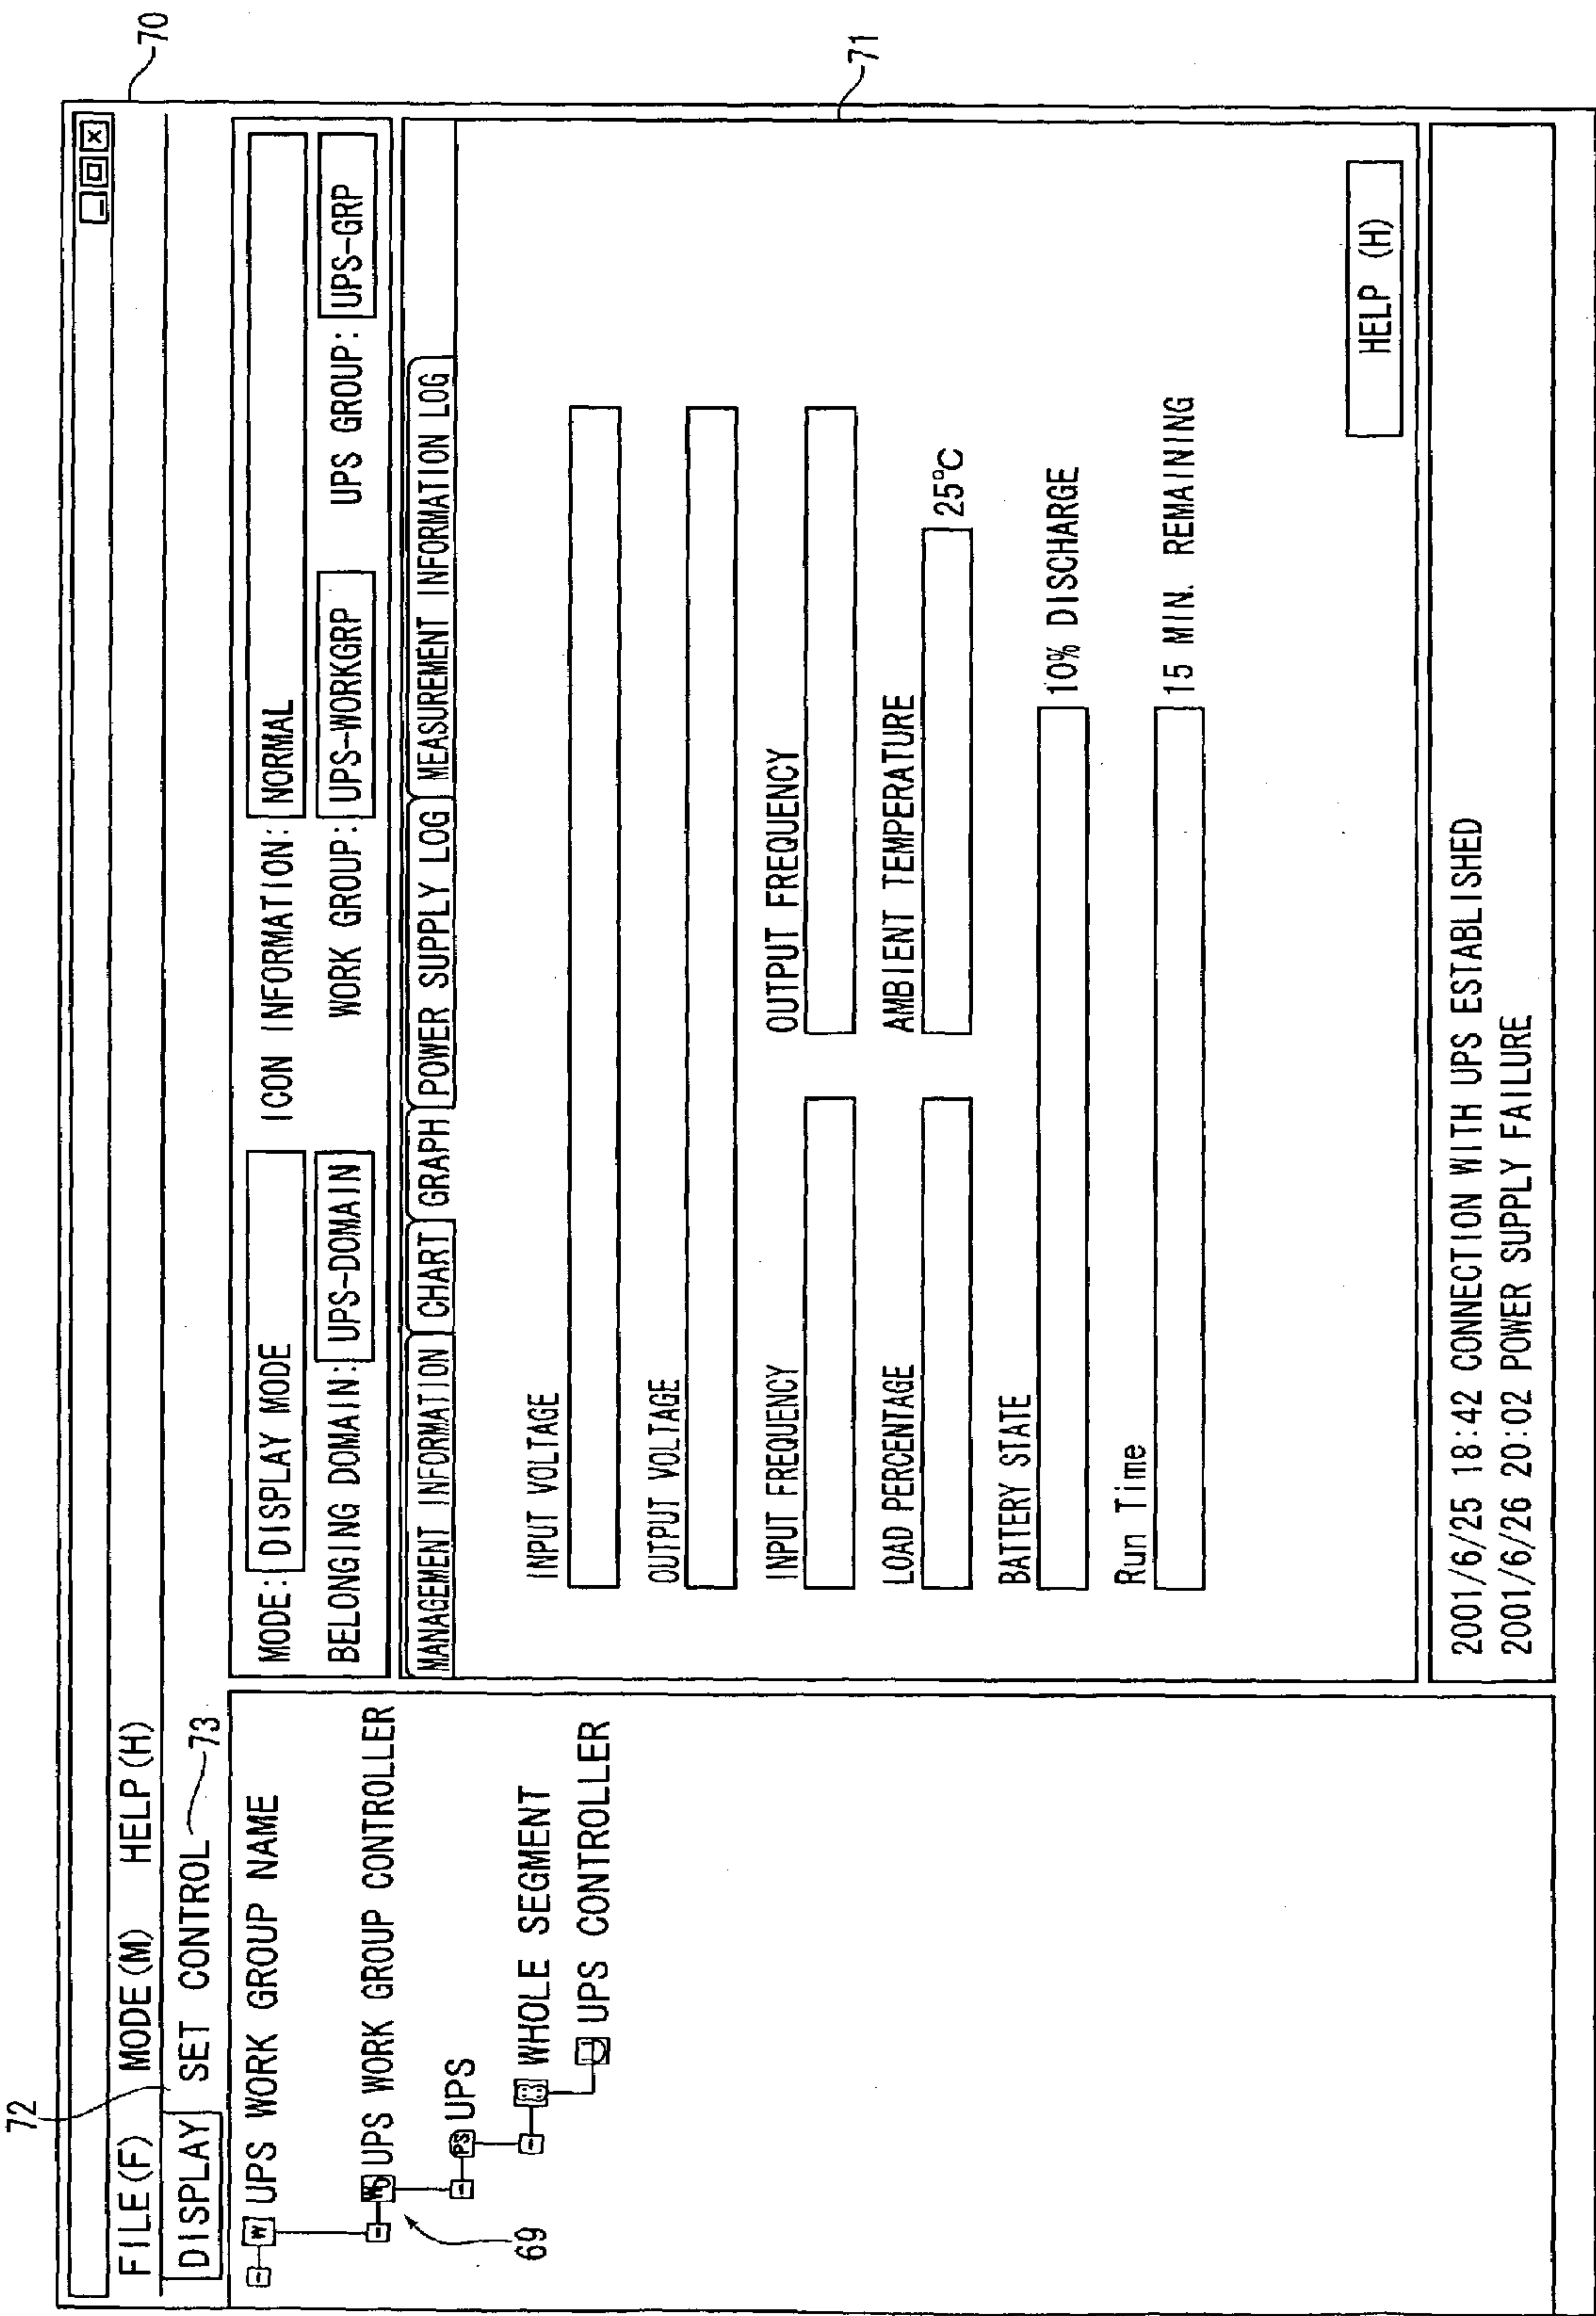 70
FILE(F) MODE(M) HELP(H)
72
DISPLAY SET CONTROL 73
W UPS WORK GROUP NAME
UPS WORK GROUP CONTROLLER
69
PS UPS
WHOLE SEGMENT
UPS CONTROLLER
MODE: DISPLAY MODE ICON INFORMATION: NORMAL
BELONGING DOMAIN: UPS-DOMAIN WORK GROUP: UPS-WORKGRP UPS GROUP: UPS-GRP
MANAGEMENT INFORMATION CHART GRAPH POWER SUPPLY LOG MEASUREMENT INFORMATION LOG
71
INPUT VOLTAGE
OUTPUT VOLTAGE
INPUT FREQUENCY OUTPUT FREQUENCY
LOAD PERCENTAGE AMBIENT TEMPERATURE
25°C
BATTERY STATE
10% DISCHARGE
Run Time
15 MIN. REMAINING
HELP (H)
2001/6/25 18:42 CONNECTION WITH UPS ESTABLISHED
2001/6/26 20:02 POWER SUPPLY FAILURE